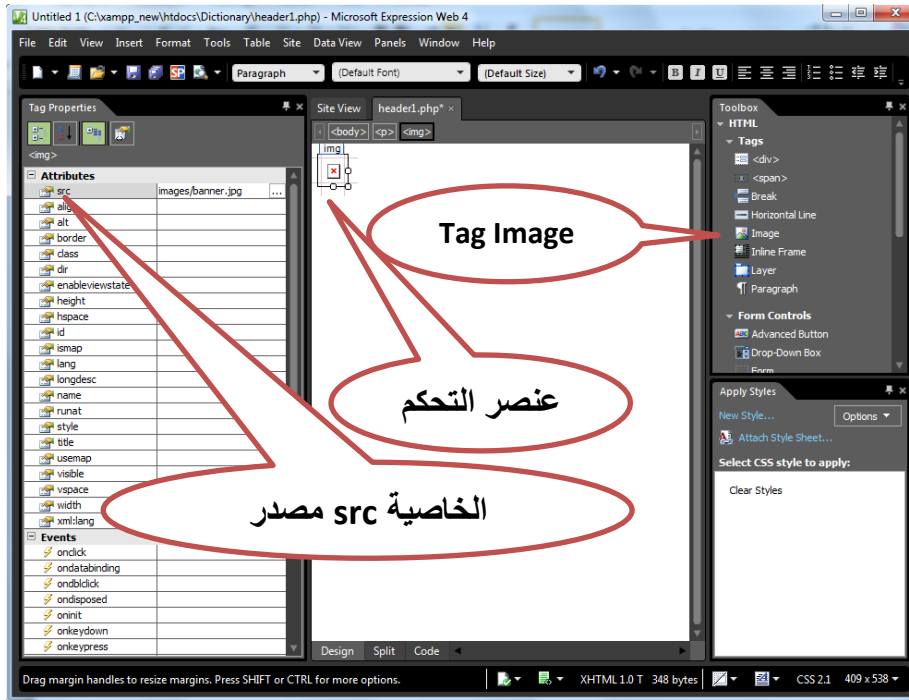 Untitled 1 (C:\xampp_new\htdocs\Dictionary\header1.php) - Microsoft Expression Web 4
File Edit View Insert Format Tools Table Site Data View Panels Window Help
Paragraph (Default Font) (Default Size) B I U
Tag Properties
<img>
Attributes
src images/banner.jpg ...
alig
alt
border
class
dir
enableviewstate
height
hspace
id
ismap
lang
longdesc
name
runat
style
title
usemap
visible
vspace
width
xml:lang
Events
onclick
ondatabinding
ondblclick
ondisposed
oninit
onkeydown
onkeypress
Site View header1.php*
<body> <p> <img>
img
Tag Image
عنصر التحكم
الخاصية src مصدر
Design Split Code
Toolbox
HTML
Tags
<div>
<span>
Break
Horizontal Line
Image
Inline Frame
Layer
Paragraph
Form Controls
Advanced Button
Drop-Down Box
Form
Apply Styles
New Style... Options
Attach Style Sheet...
Select CSS style to apply:
Clear Styles
Drag margin handles to resize margins. Press SHIFT or CTRL for more options. XHTML 1.0 T 348 bytes CSS 2.1 409 x 538